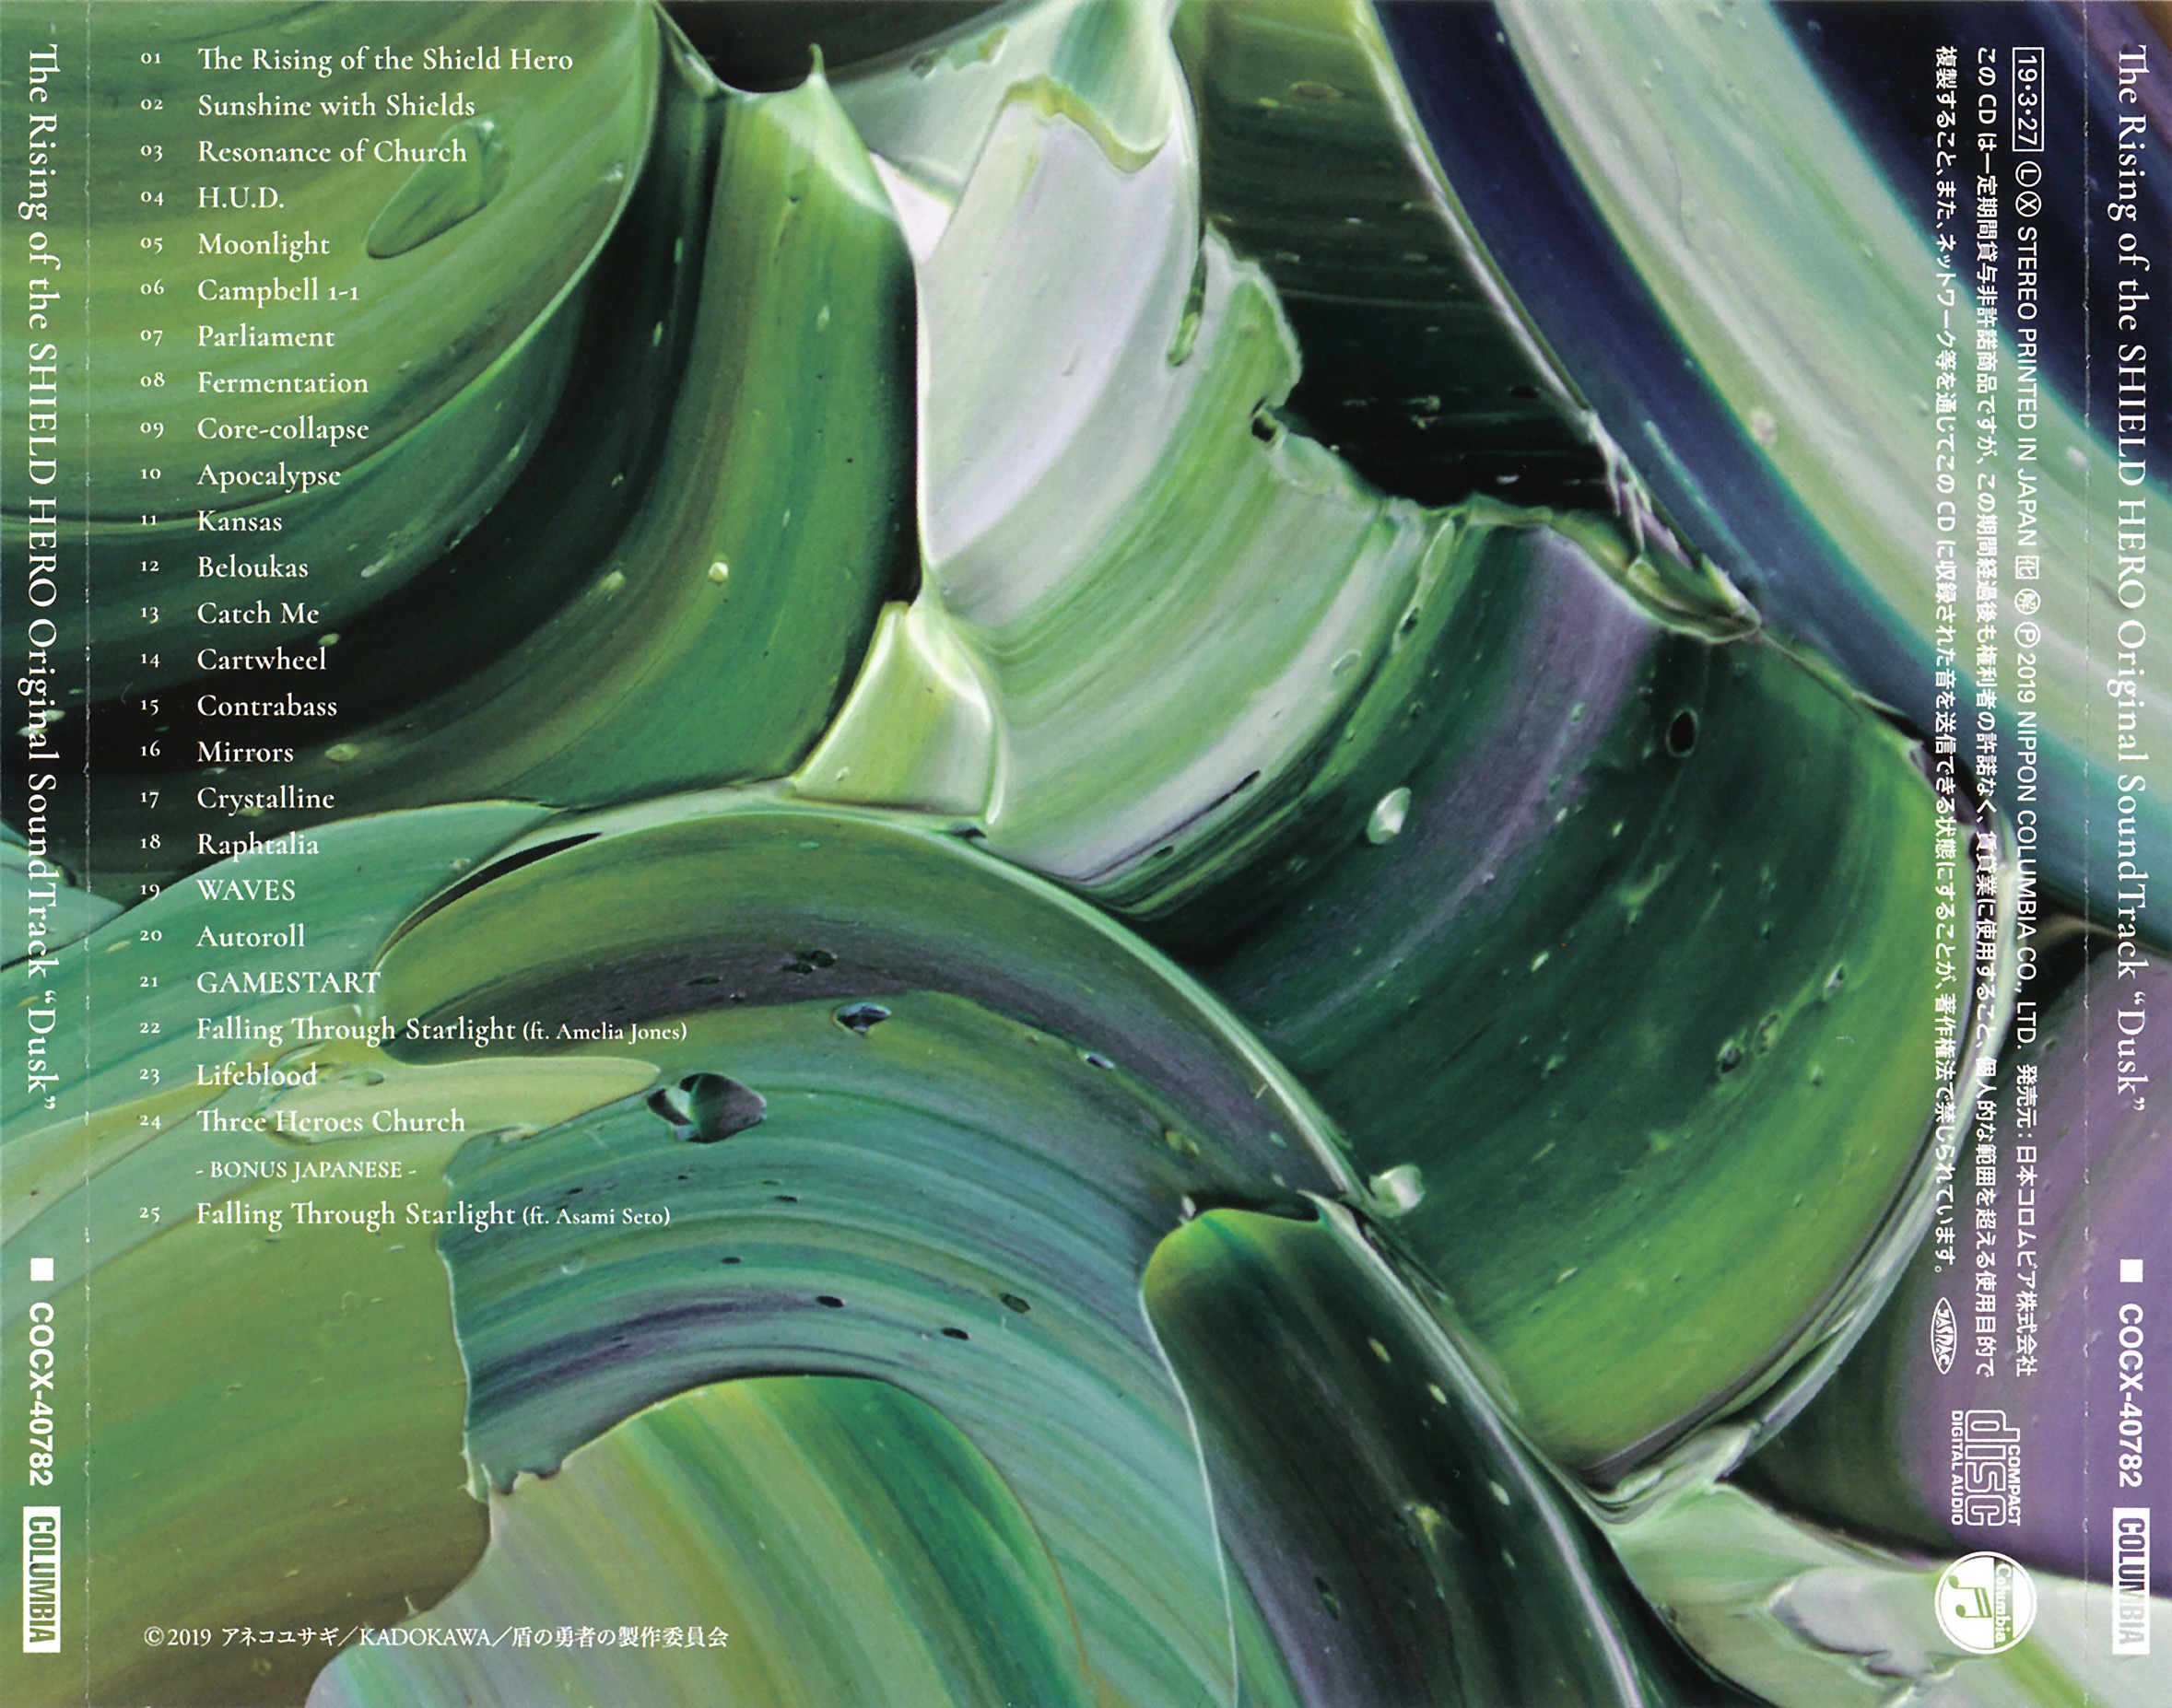 The Rising of the SHIELD HERO Original SoundTrack “Dusk”
■ COCX-40782
COLUMBIA
01 The Rising of the Shield Hero
02 Sunshine with Shields
03 Resonance of Church
04 H.U.D.
05 Moonlight
06 Campbell 1-1
07 Parliament
08 Fermentation
09 Core-collapse
10 Apocalypse
11 Kansas
12 Beloukas
13 Catch Me
14 Cartwheel
15 Contrabass
16 Mirrors
17 Crystalline
18 Raphtalia
19 WAVES
20 Autoroll
21 GAMESTART
22 Falling Through Starlight (ft. Amelia Jones)
23 Lifeblood
24 Three Heroes Church
- BONUS JAPANESE -
25 Falling Through Starlight (ft. Asami Seto)
©2019 アネコユサギ／KADOKAWA／盾の勇者の製作委員会
19・3・27 Ⓛ Ⓧ STEREO PRINTED IN JAPAN 花 解 Ⓟ 2019 NIPPON COLUMBIA CO., LTD. 発売元：日本コロムビア株式会社
このCDは一定期間貸与非許諾商品ですが、この期間経過後も権利者の許諾なく、賃貸業に使用すること、個人的な範囲を超える使用目的で
複製すること、また、ネットワーク等を通じてこのCDに収録された音を送信できる状態にすることが、著作権法で禁じられています。
JASRAC
COMPACT
disc
DIGITAL AUDIO
Columbia
The Rising of the SHIELD HERO Original SoundTrack “Dusk”
■ COCX-40782
COLUMBIA